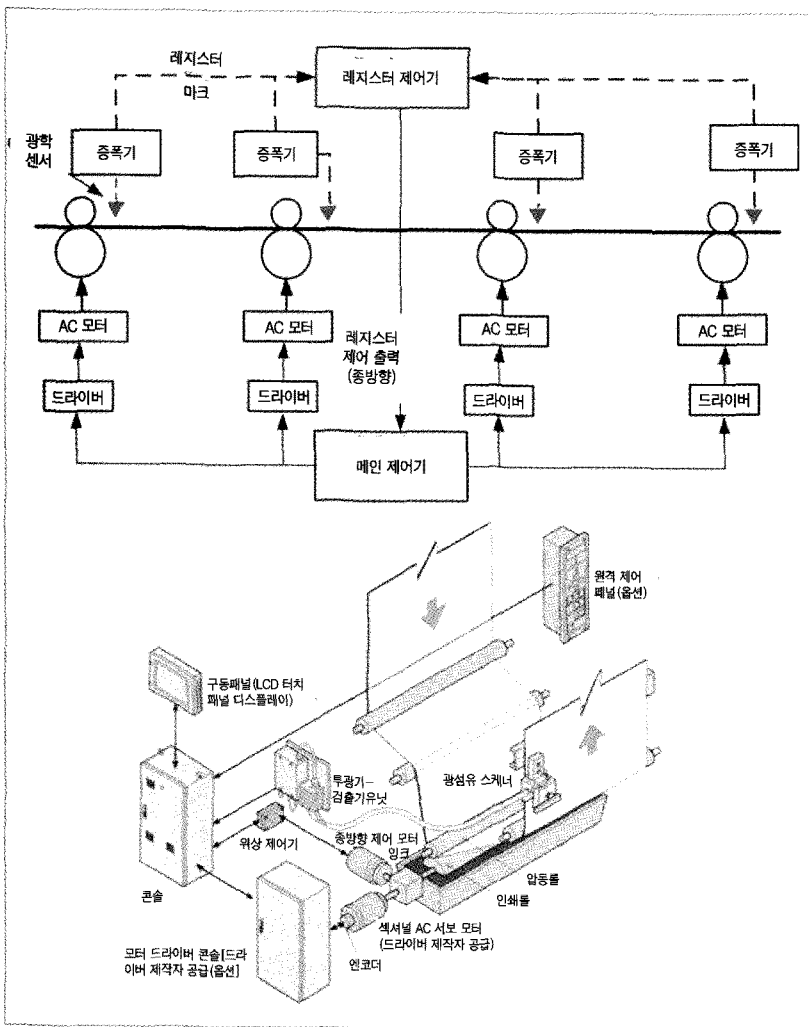 레지스터
마크
레지스터 제어기
광학
센서
증폭기
증폭기
증폭기
증폭기
AC 모터
AC 모터
AC 모터
AC 모터
레지스터
제어 출력
(종방향)
드라이버
드라이버
드라이버
드라이버
메인 제어기
원격 제어
패널(옵션)
구동패널(LCD 터치
패널 디스플레이)
투광기-
검출기유닛
광섬유 스케너
위상 제어기
종방향 제어 모터
잉크
콘솔
압동롤
인쇄롤
섹셔널 AC 서보 모터
(드라이버 제작자 공급)
엔코더
모터 드라이버 콘솔[드라
이버 제작자 공급(옵션]